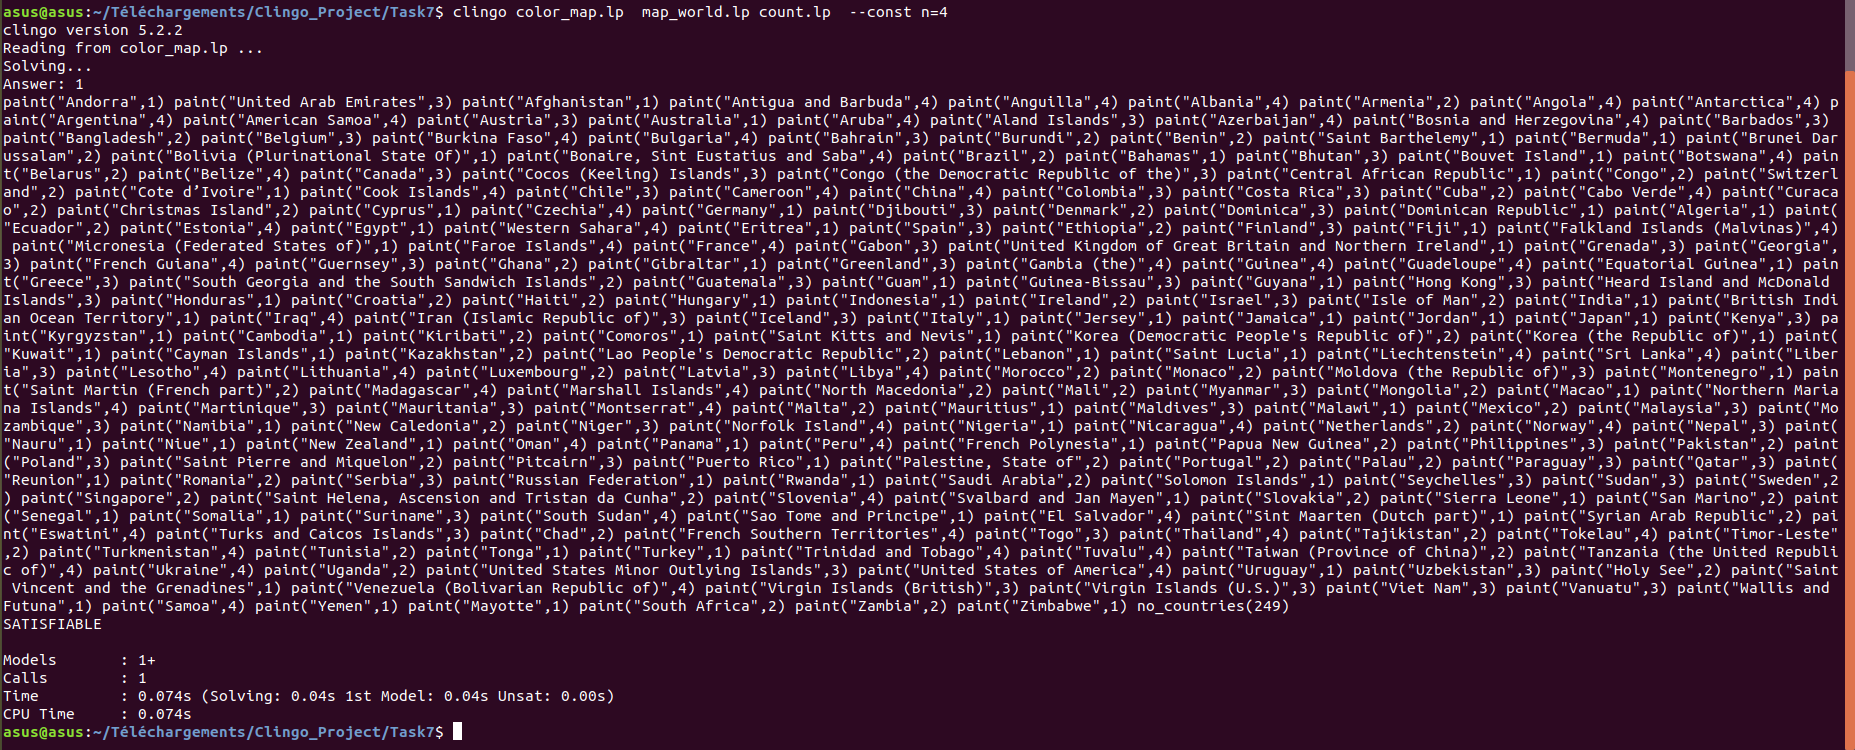 asus@asus:~/Téléchargements/Clingo_Project/Task7$ clingo color_map.lp  map_world.lp count.lp  --const n=4
clingo version 5.2.2
Reading from color_map.lp ...
Solving...
Answer: 1
paint("Andorra",1) paint("United Arab Emirates",3) paint("Afghanistan",1) paint("Antigua and Barbuda",4) paint("Anguilla",4) paint("Albania",4) paint("Armenia",2) paint("Angola",4) paint("Antarctica",4) p
aint("Argentina",4) paint("American Samoa",4) paint("Austria",3) paint("Australia",1) paint("Aruba",4) paint("Aland Islands",3) paint("Azerbaijan",4) paint("Bosnia and Herzegovina",4) paint("Barbados",3)
paint("Bangladesh",2) paint("Belgium",3) paint("Burkina Faso",4) paint("Bulgaria",4) paint("Bahrain",3) paint("Burundi",2) paint("Benin",2) paint("Saint Barthelemy",1) paint("Bermuda",1) paint("Brunei Dar
ussalam",2) paint("Bolivia (Plurinational State Of)",1) paint("Bonaire, Sint Eustatius and Saba",4) paint("Brazil",2) paint("Bahamas",1) paint("Bhutan",3) paint("Bouvet Island",1) paint("Botswana",4) pain
t("Belarus",2) paint("Belize",4) paint("Canada",3) paint("Cocos (Keeling) Islands",3) paint("Congo (the Democratic Republic of the)",3) paint("Central African Republic",1) paint("Congo",2) paint("Switzerl
and",2) paint("Cote d’Ivoire",1) paint("Cook Islands",4) paint("Chile",3) paint("Cameroon",4) paint("China",4) paint("Colombia",3) paint("Costa Rica",3) paint("Cuba",2) paint("Cabo Verde",4) paint("Curaca
o",2) paint("Christmas Island",2) paint("Cyprus",1) paint("Czechia",4) paint("Germany",1) paint("Djibouti",3) paint("Denmark",2) paint("Dominica",3) paint("Dominican Republic",1) paint("Algeria",1) paint(
"Ecuador",2) paint("Estonia",4) paint("Egypt",1) paint("Western Sahara",4) paint("Eritrea",1) paint("Spain",3) paint("Ethiopia",2) paint("Finland",3) paint("Fiji",1) paint("Falkland Islands (Malvinas)",4)
 paint("Micronesia (Federated States of)",1) paint("Faroe Islands",4) paint("France",4) paint("Gabon",3) paint("United Kingdom of Great Britain and Northern Ireland",1) paint("Grenada",3) paint("Georgia",
3) paint("French Guiana",4) paint("Guernsey",3) paint("Ghana",2) paint("Gibraltar",1) paint("Greenland",3) paint("Gambia (the)",4) paint("Guinea",4) paint("Guadeloupe",4) paint("Equatorial Guinea",1) pain
t("Greece",3) paint("South Georgia and the South Sandwich Islands",2) paint("Guatemala",3) paint("Guam",1) paint("Guinea-Bissau",3) paint("Guyana",1) paint("Hong Kong",3) paint("Heard Island and McDonald
Islands",3) paint("Honduras",1) paint("Croatia",2) paint("Haiti",2) paint("Hungary",1) paint("Indonesia",1) paint("Ireland",2) paint("Israel",3) paint("Isle of Man",2) paint("India",1) paint("British Indi
an Ocean Territory",1) paint("Iraq",4) paint("Iran (Islamic Republic of)",3) paint("Iceland",3) paint("Italy",1) paint("Jersey",1) paint("Jamaica",1) paint("Jordan",1) paint("Japan",1) paint("Kenya",3) pa
int("Kyrgyzstan",1) paint("Cambodia",1) paint("Kiribati",2) paint("Comoros",1) paint("Saint Kitts and Nevis",1) paint("Korea (Democratic People's Republic of)",2) paint("Korea (the Republic of)",1) paint(
"Kuwait",1) paint("Cayman Islands",1) paint("Kazakhstan",2) paint("Lao People's Democratic Republic",2) paint("Lebanon",1) paint("Saint Lucia",1) paint("Liechtenstein",4) paint("Sri Lanka",4) paint("Liber
ia",3) paint("Lesotho",4) paint("Lithuania",4) paint("Luxembourg",2) paint("Latvia",3) paint("Libya",4) paint("Morocco",2) paint("Monaco",2) paint("Moldova (the Republic of)",3) paint("Montenegro",1) pain
t("Saint Martin (French part)",2) paint("Madagascar",4) paint("Marshall Islands",4) paint("North Macedonia",2) paint("Mali",2) paint("Myanmar",3) paint("Mongolia",2) paint("Macao",1) paint("Northern Maria
na Islands",4) paint("Martinique",3) paint("Mauritania",3) paint("Montserrat",4) paint("Malta",2) paint("Mauritius",1) paint("Maldives",3) paint("Malawi",1) paint("Mexico",2) paint("Malaysia",3) paint("Mo
zambique",3) paint("Namibia",1) paint("New Caledonia",2) paint("Niger",3) paint("Norfolk Island",4) paint("Nigeria",1) paint("Nicaragua",4) paint("Netherlands",2) paint("Norway",4) paint("Nepal",3) paint(
"Nauru",1) paint("Niue",1) paint("New Zealand",1) paint("Oman",4) paint("Panama",1) paint("Peru",4) paint("French Polynesia",1) paint("Papua New Guinea",2) paint("Philippines",3) paint("Pakistan",2) paint
("Poland",3) paint("Saint Pierre and Miquelon",2) paint("Pitcairn",3) paint("Puerto Rico",1) paint("Palestine, State of",2) paint("Portugal",2) paint("Palau",2) paint("Paraguay",3) paint("Qatar",3) paint(
"Reunion",1) paint("Romania",2) paint("Serbia",3) paint("Russian Federation",1) paint("Rwanda",1) paint("Saudi Arabia",2) paint("Solomon Islands",1) paint("Seychelles",3) paint("Sudan",3) paint("Sweden",2
) paint("Singapore",2) paint("Saint Helena, Ascension and Tristan da Cunha",2) paint("Slovenia",4) paint("Svalbard and Jan Mayen",1) paint("Slovakia",2) paint("Sierra Leone",1) paint("San Marino",2) paint
("Senegal",1) paint("Somalia",1) paint("Suriname",3) paint("South Sudan",4) paint("Sao Tome and Principe",1) paint("El Salvador",4) paint("Sint Maarten (Dutch part)",1) paint("Syrian Arab Republic",2) pai
nt("Eswatini",4) paint("Turks and Caicos Islands",3) paint("Chad",2) paint("French Southern Territories",4) paint("Togo",3) paint("Thailand",4) paint("Tajikistan",2) paint("Tokelau",4) paint("Timor-Leste"
,2) paint("Turkmenistan",4) paint("Tunisia",2) paint("Tonga",1) paint("Turkey",1) paint("Trinidad and Tobago",4) paint("Tuvalu",4) paint("Taiwan (Province of China)",2) paint("Tanzania (the United Republi
c of)",4) paint("Ukraine",4) paint("Uganda",2) paint("United States Minor Outlying Islands",3) paint("United States of America",4) paint("Uruguay",1) paint("Uzbekistan",3) paint("Holy See",2) paint("Saint
 Vincent and the Grenadines",1) paint("Venezuela (Bolivarian Republic of)",4) paint("Virgin Islands (British)",3) paint("Virgin Islands (U.S.)",3) paint("Viet Nam",3) paint("Vanuatu",3) paint("Wallis and
Futuna",1) paint("Samoa",4) paint("Yemen",1) paint("Mayotte",1) paint("South Africa",2) paint("Zambia",2) paint("Zimbabwe",1) no_countries(249)
SATISFIABLE

Models       : 1+
Calls        : 1
Time         : 0.074s (Solving: 0.04s 1st Model: 0.04s Unsat: 0.00s)
CPU Time     : 0.074s
asus@asus:~/Téléchargements/Clingo_Project/Task7$